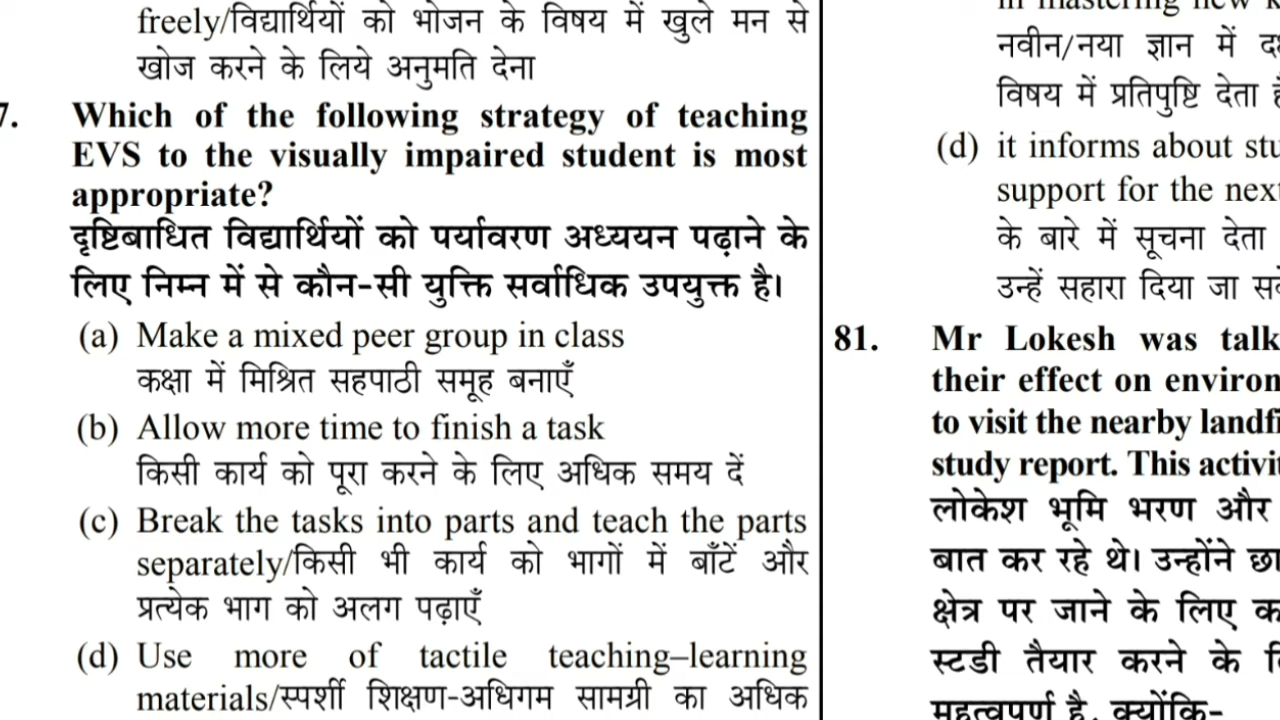 freely/विद्यार्थियों को भोजन के विषय में खुले मन से
खोज करने के लिये अनुमति देना
7. Which of the following strategy of teaching
EVS to the visually impaired student is most
appropriate?
दृष्टिबाधित विद्यार्थियों को पर्यावरण अध्ययन पढ़ाने के
लिए निम्न में से कौन-सी युक्ति सर्वाधिक उपयुक्त है।
(a) Make a mixed peer group in class
कक्षा में मिश्रित सहपाठी समूह बनाएँ
(b) Allow more time to finish a task
किसी कार्य को पूरा करने के लिए अधिक समय दें
(c) Break the tasks into parts and teach the parts
separately/किसी भी कार्य को भागों में बाँटें और
प्रत्येक भाग को अलग पढ़ाएँ
(d) Use more of tactile teaching–learning
materials/स्पर्शी शिक्षण-अधिगम सामग्री का अधिक
in mastering new
नवीन/नया ज्ञान में
विषय में प्रतिपुष्टि देता
(d) it informs about
support for the
के बारे में सूचना देता
उन्हें सहारा दिया जा
81. Mr Lokesh was
their effect on
to visit the nearby
study report. This
लोकेश भूमि भरण और
बात कर रहे थे। उन्होंने
क्षेत्र पर जाने के लिए
स्टडी तैयार करने के
महत्वपूर्ण है, क्योंकि-